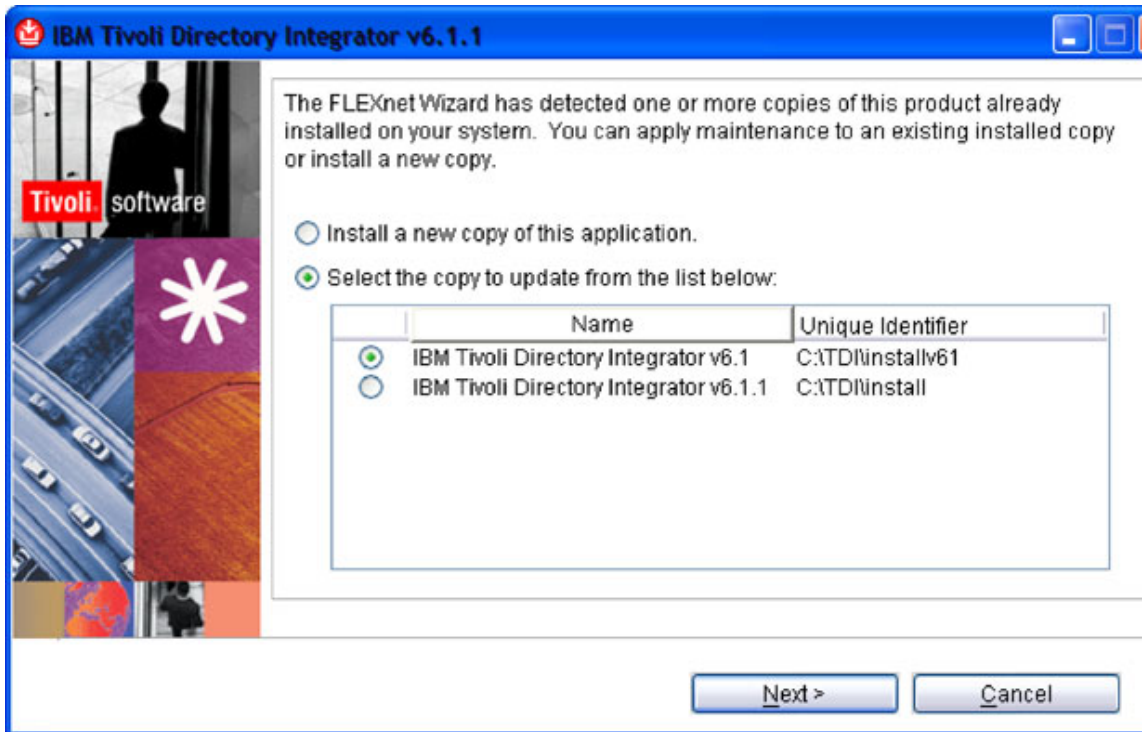 IBM Tivoli Directory Integrator v6.1.1
The FLEXnet Wizard has detected one or more copies of this product already
installed on your system. You can apply maintenance to an existing installed copy
or install a new copy.
Tivoli. software
Install a new copy of this application.
Select the copy to update from the list below:
Name Unique Identifier
IBM Tivoli Directory Integrator v6.1 C:\TDI\installv61
IBM Tivoli Directory Integrator v6.1.1 C:\TDI\install
Next > Cancel